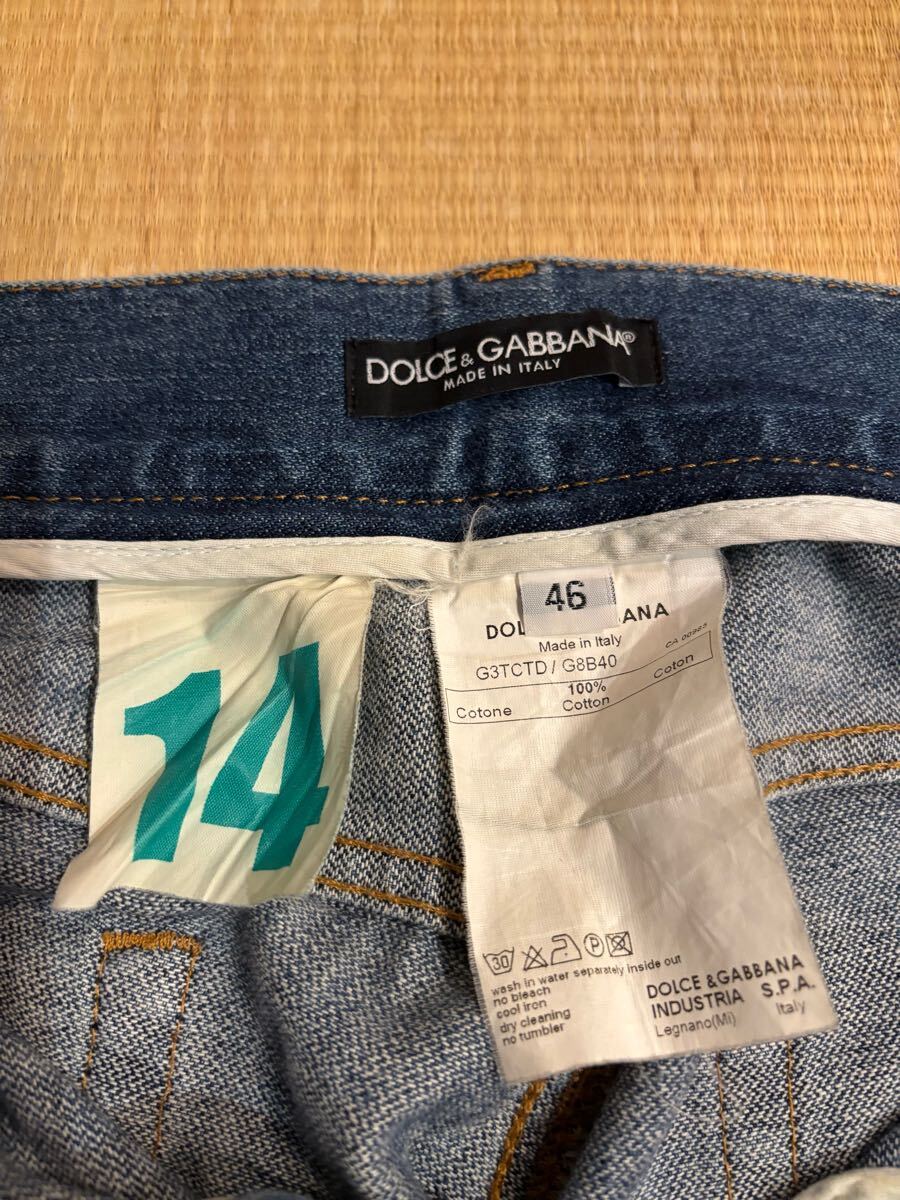 DOLCE & GABBANA®
MADE IN ITALY
14
46
DOL ANA
Made in Italy
G3TCTD / G8B40
100%
Cotone Cotton Coton
30 P
wash in water separately inside out
no bleach
cool iron
dry cleaning
no tumbler
DOLCE & GABBANA
INDUSTRIA S.P.A.
Legnano(Mi) Italy